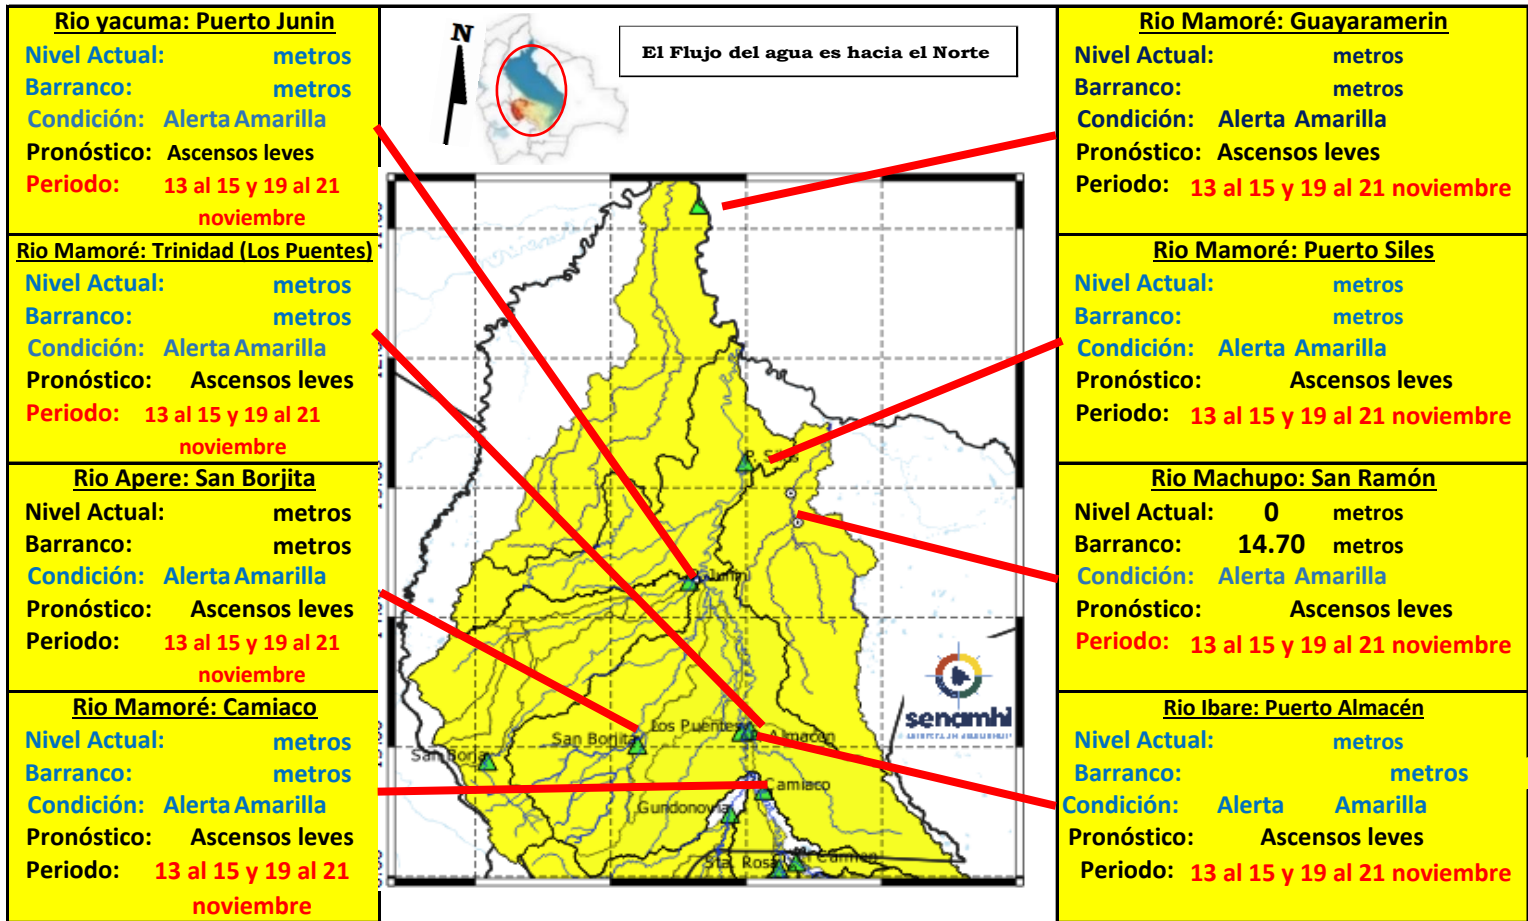 Rio yacuma: Puerto Junin
Nivel Actual: metros
Barranco: metros
Condición: Alerta Amarilla
Pronóstico: Ascensos leves
Periodo: 13 al 15 y 19 al 21
noviembre
Rio Mamoré: Trinidad (Los Puentes)
Nivel Actual: metros
Barranco: metros
Condición: Alerta Amarilla
Pronóstico: Ascensos leves
Periodo: 13 al 15 y 19 al 21
noviembre
Rio Apere: San Borjita
Nivel Actual: metros
Barranco: metros
Condición: Alerta Amarilla
Pronóstico: Ascensos leves
Periodo: 13 al 15 y 19 al 21
noviembre
Rio Mamoré: Camiaco
Nivel Actual: metros
Barranco: metros
Condición: Alerta Amarilla
Pronóstico: Ascensos leves
Periodo: 13 al 15 y 19 al 21
noviembre
N
El Flujo del agua es hacia el Norte
P. Siles
Junin
Los Puentes
San Borjita
Almacen
San Borja
Camiaco
Gundonovia
Sta. Rosa
Carmen
senamhi
Rio Mamoré: Guayaramerin
Nivel Actual: metros
Barranco: metros
Condición: Alerta Amarilla
Pronóstico: Ascensos leves
Periodo: 13 al 15 y 19 al 21 noviembre
Rio Mamoré: Puerto Siles
Nivel Actual: metros
Barranco: metros
Condición: Alerta Amarilla
Pronóstico: Ascensos leves
Periodo: 13 al 15 y 19 al 21 noviembre
Rio Machupo: San Ramón
Nivel Actual: 0 metros
Barranco: 14.70 metros
Condición: Alerta Amarilla
Pronóstico: Ascensos leves
Periodo: 13 al 15 y 19 al 21 noviembre
Rio Ibare: Puerto Almacén
Nivel Actual: metros
Barranco: metros
Condición: Alerta Amarilla
Pronóstico: Ascensos leves
Periodo: 13 al 15 y 19 al 21 noviembre